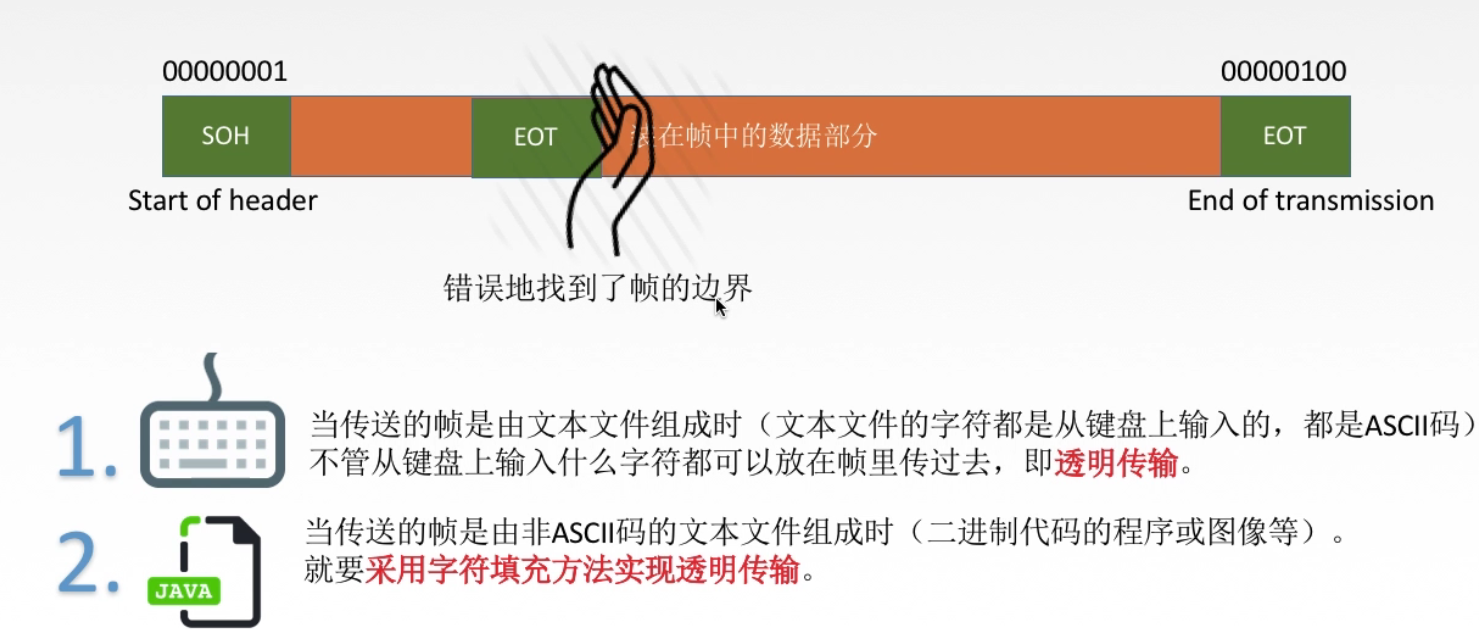 00000001
00000100
SOH
EOT
装在帧中的数据部分
EOT
Start of header
End of transmission
错误地找到了帧的边界
1.
当传送的帧是由文本文件组成时（文本文件的字符都是从键盘上输入的，都是ASCII码）
不管从键盘上输入什么字符都可以放在帧里传过去，即透明传输。
2.
JAVA
当传送的帧是由非ASCII码的文本文件组成时（二进制代码的程序或图像等）。
就要采用字符填充方法实现透明传输。